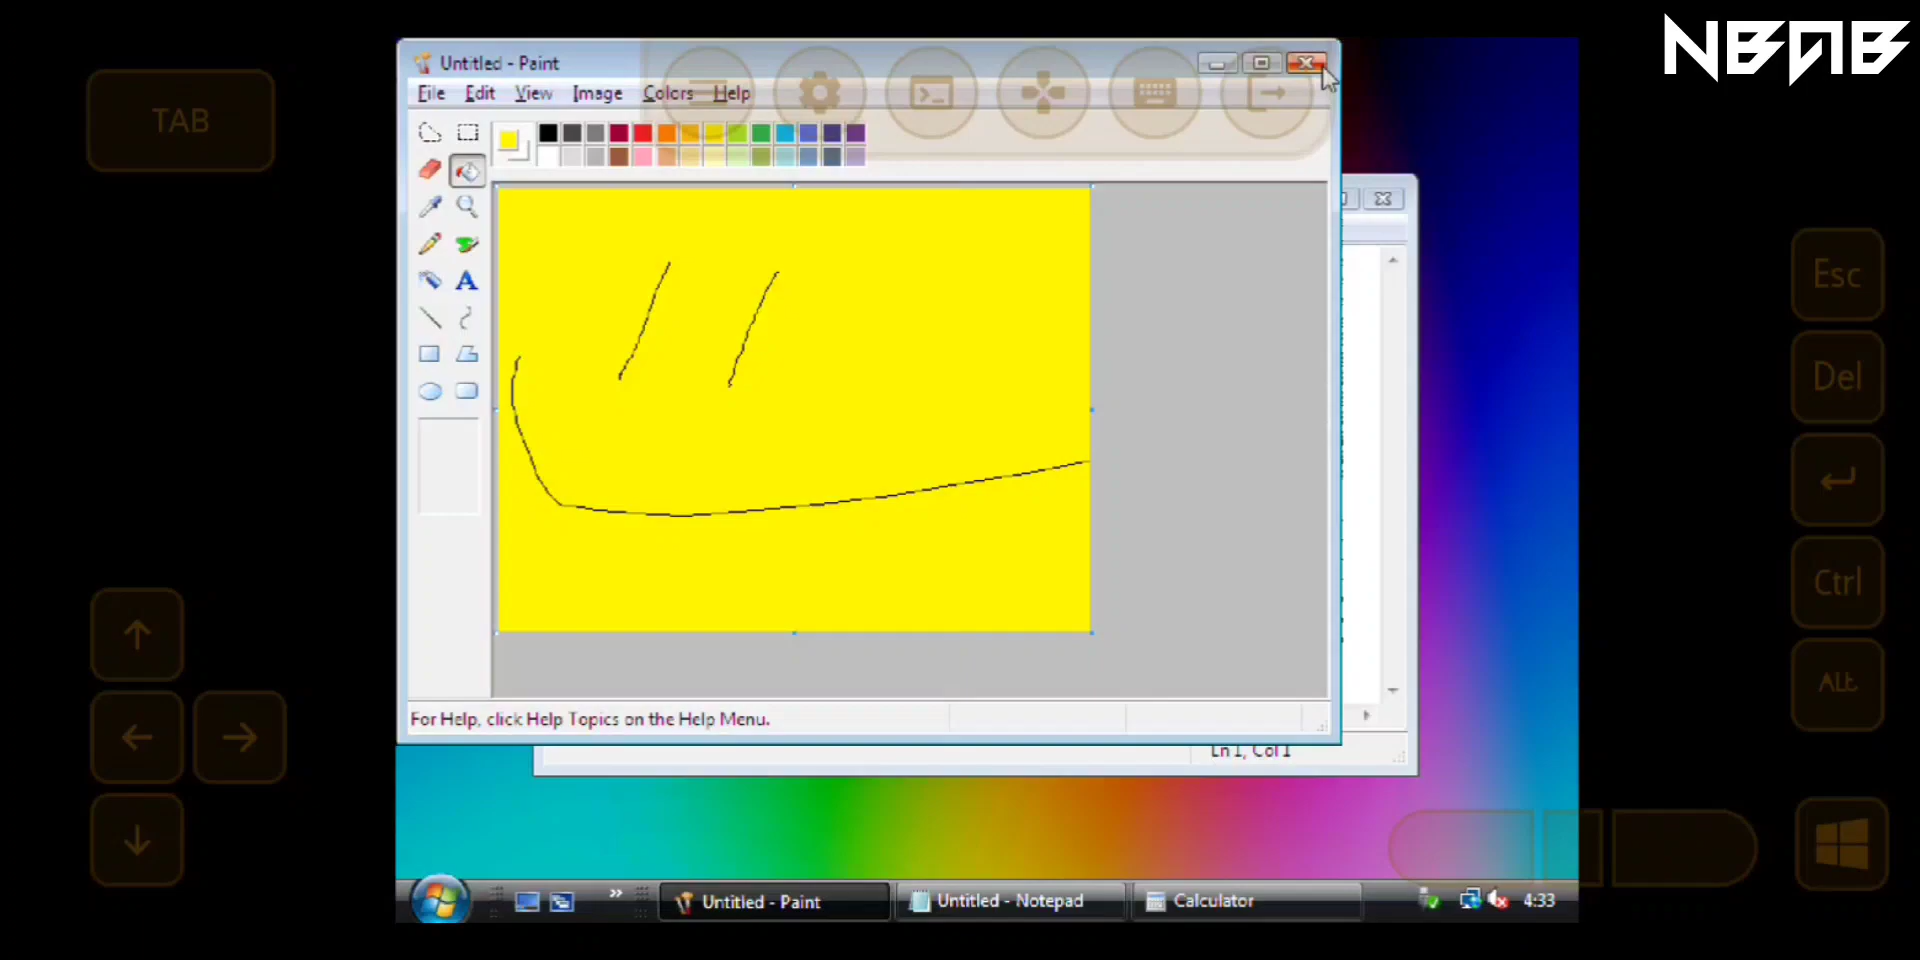 NBAB
Untitled - Paint
File Edit View Image Colors Help
TAB
A
Esc
Del
Ctrl
Alt
For Help, click Help Topics on the Help Menu.
Ln 1, Col 1
Untitled - Paint
Untitled - Notepad
Calculator
4:33